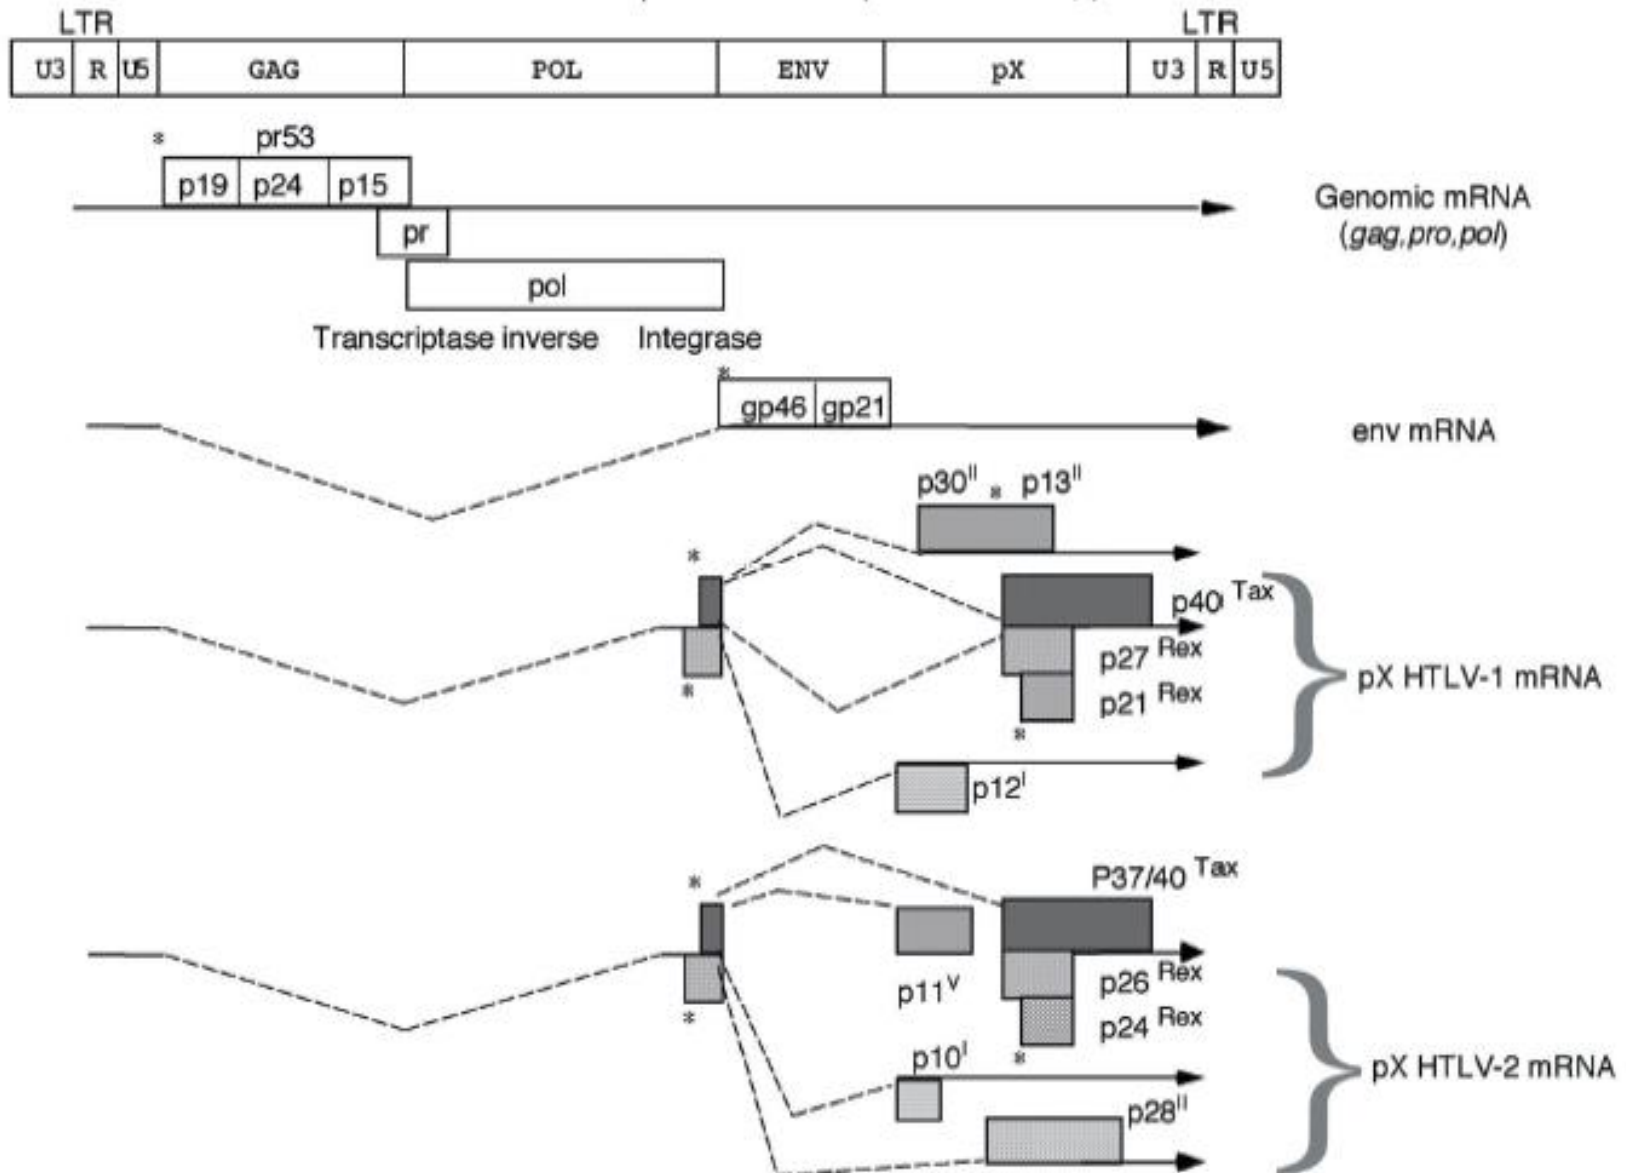 LTR LTR
U3 R U5 GAG POL ENV pX U3 R U5
* pr53
p19 p24 p15
Genomic mRNA
(gag,pro,pol)
pr
pol
Transcriptase inverse Integrase
*
gp46 gp21
env mRNA
p30II * p13II
*
p40 Tax
p27 Rex
*
p21 Rex
pX HTLV-1 mRNA
*
p12I
P37/40 Tax
*
p11V
p26 Rex
*
p24 Rex
*
p10I
pX HTLV-2 mRNA
p28II